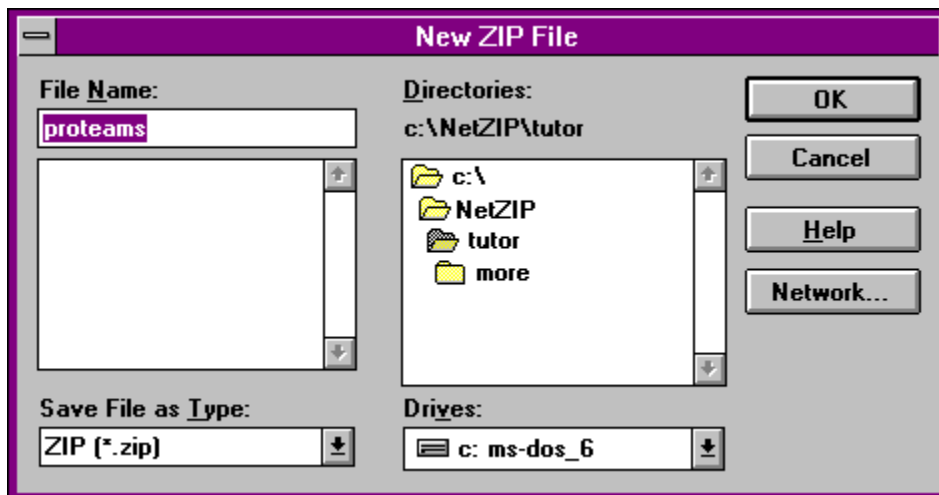 New ZIP File
File Name:
proteams
Directories:
c:\NetZIP\tutor
c:\
NetZIP
tutor
more
OK
Cancel
Help
Network...
Save File as Type:
ZIP (*.zip)
Drives:
c: ms-dos_6